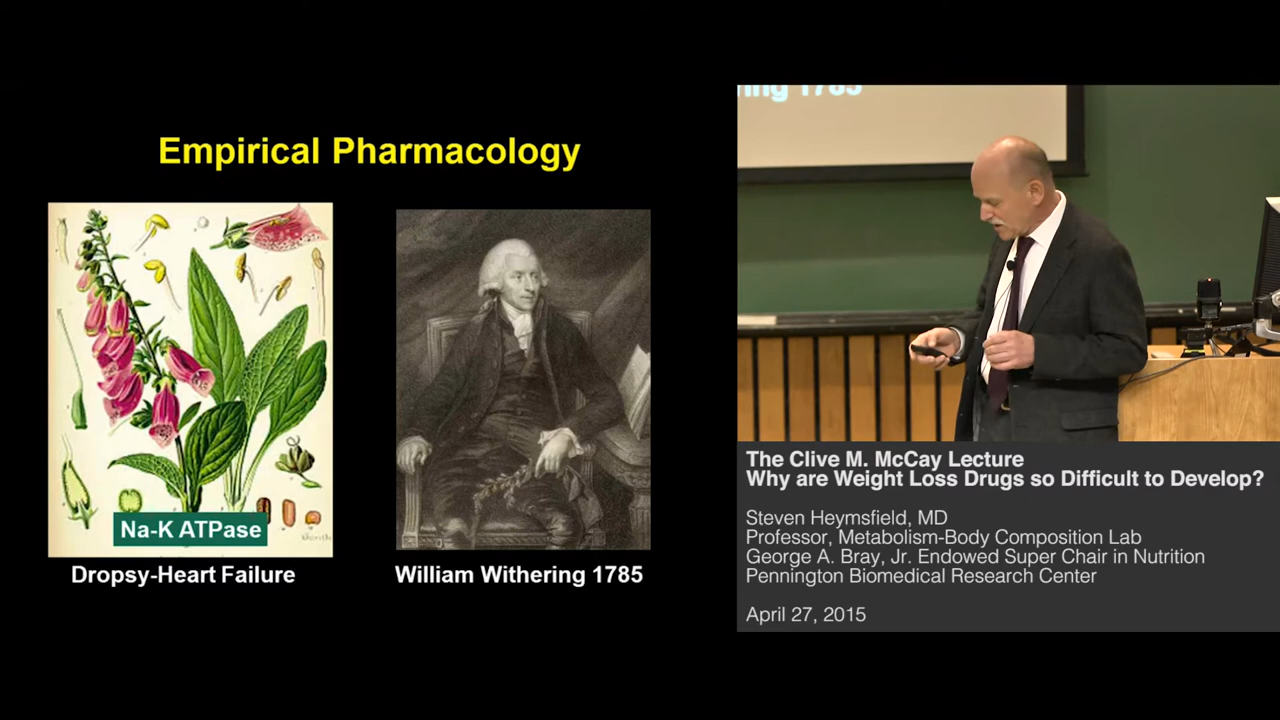 Empirical Pharmacology
Na-K ATPase
Dropsy-Heart Failure
William Withering 1785
ring 1785
The Clive M. McCay Lecture
Why are Weight Loss Drugs so Difficult to Develop?
Steven Heymsfield, MD
Professor, Metabolism-Body Composition Lab
George A. Bray, Jr. Endowed Super Chair in Nutrition
Pennington Biomedical Research Center
April 27, 2015